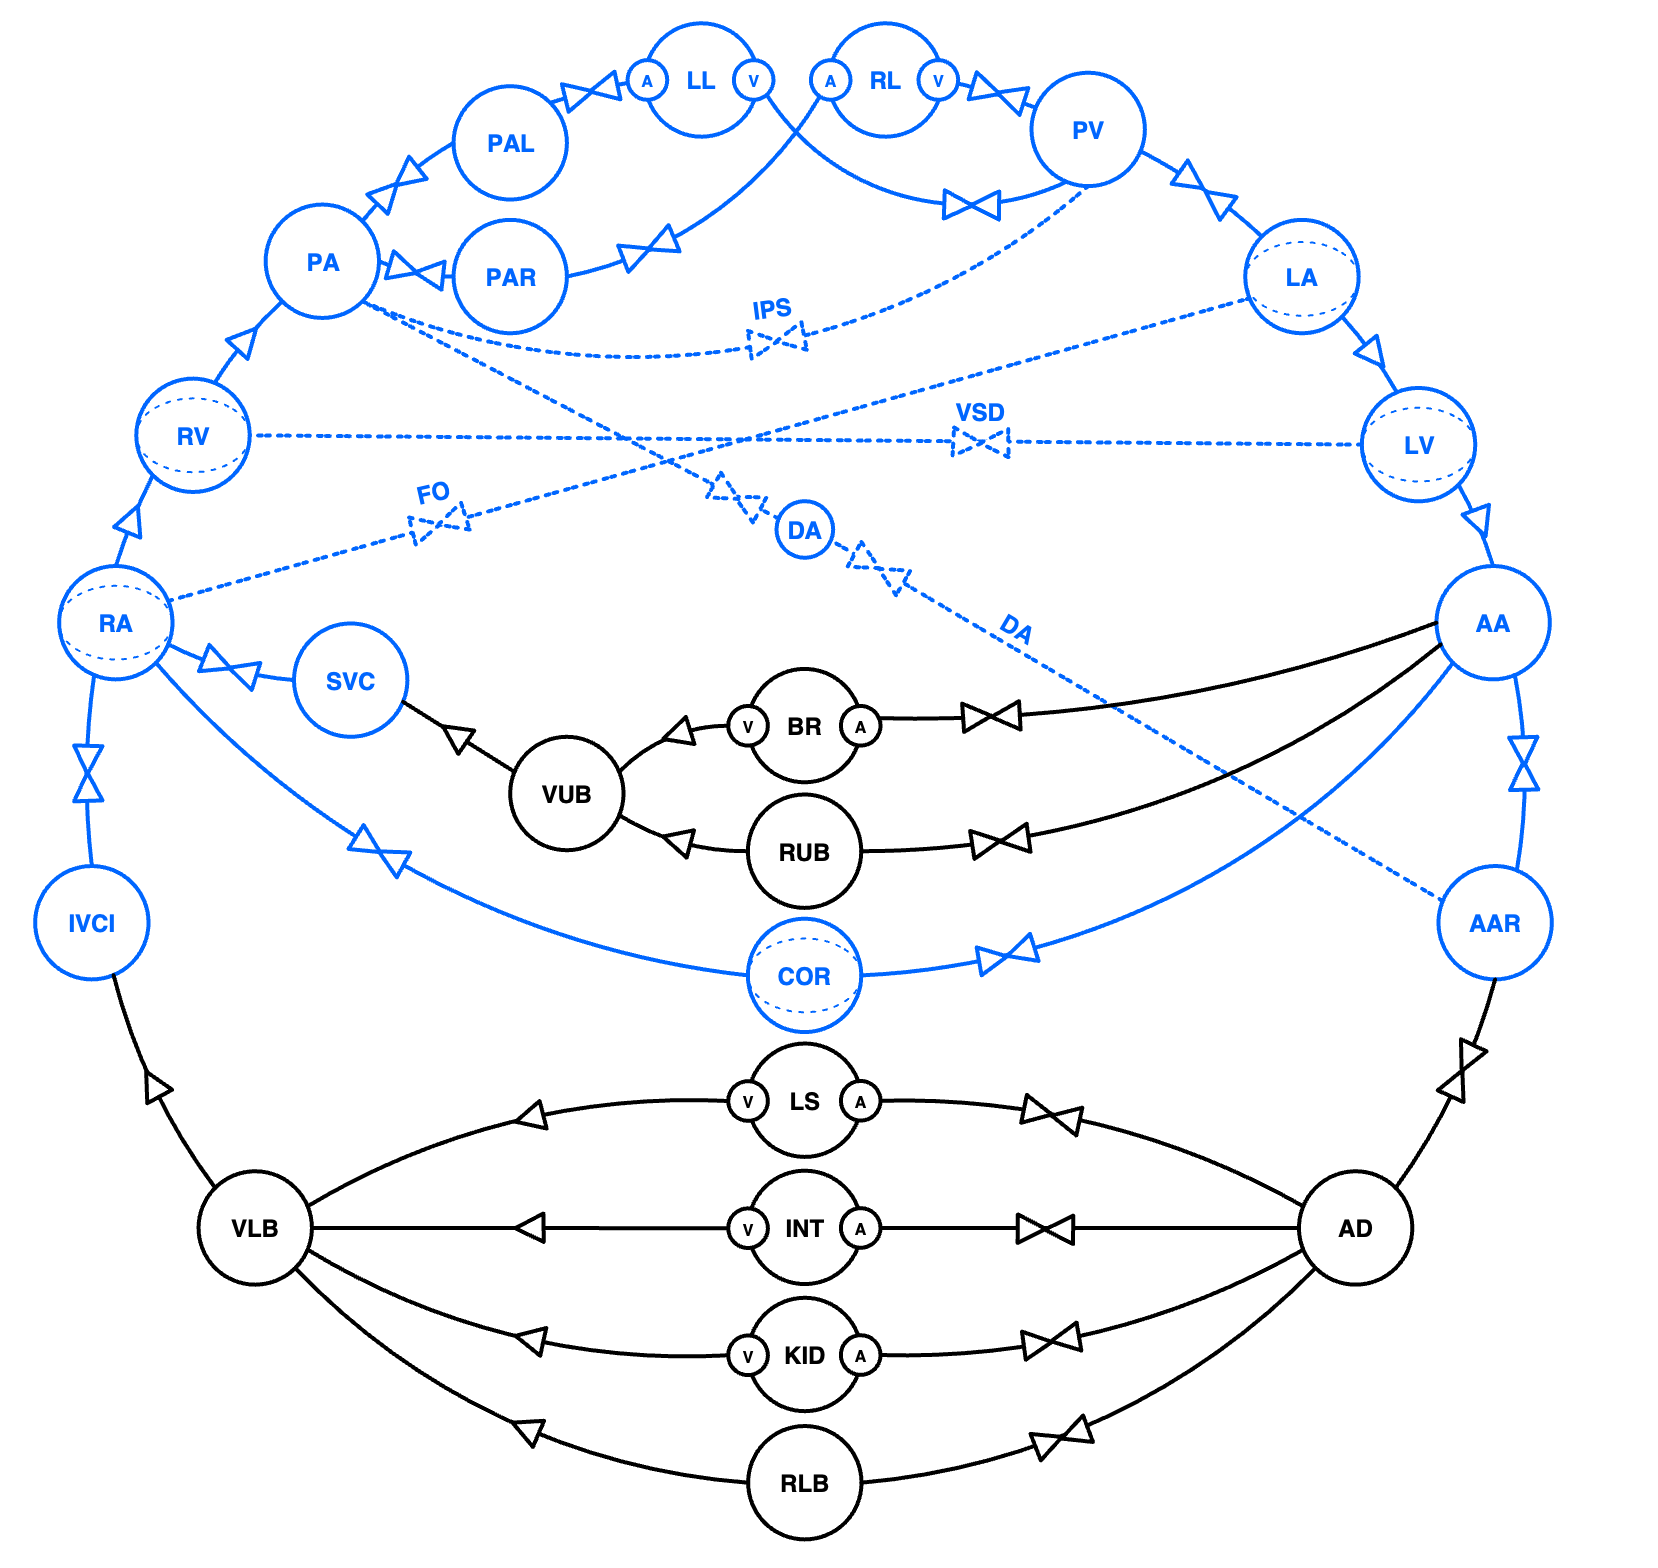 A LL V
A RL V
PV
PAL
PA
PAR
LA
IPS
VSD
RV
LV
FO
DA
RA
AA
DA
SVC
V BR A
VUB
RUB
IVCI
AAR
COR
V LS A
VLB
V INT A
AD
V KID A
RLB